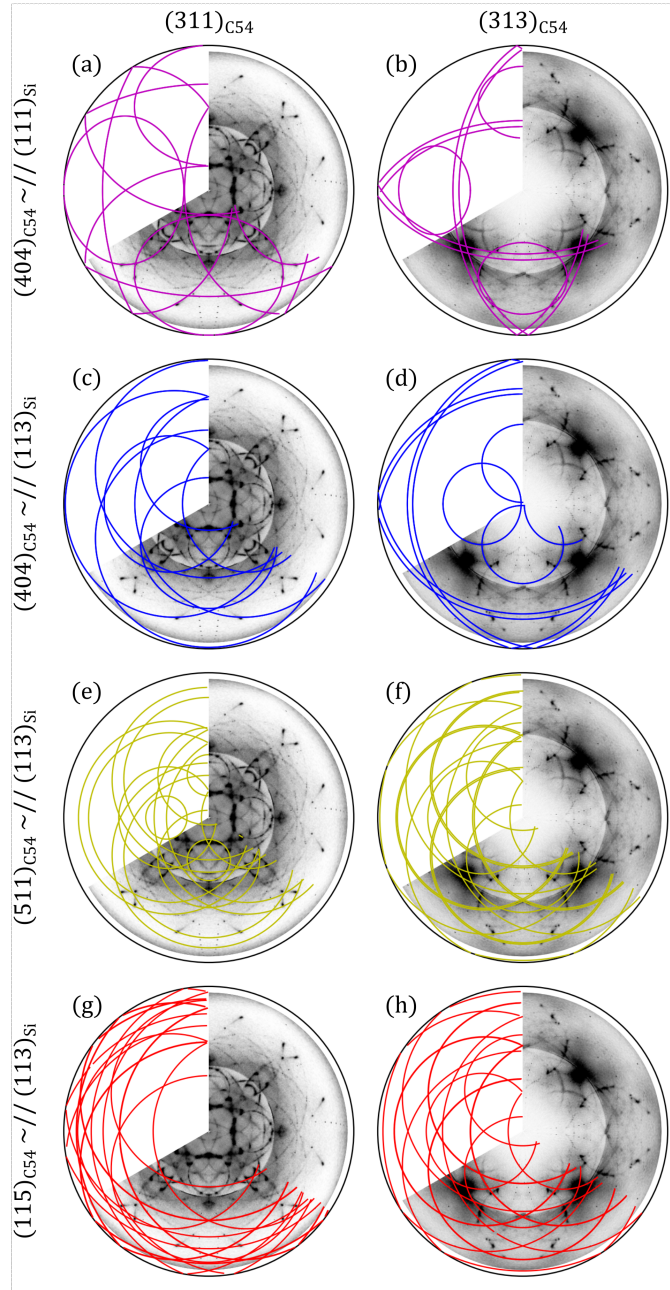 (311)C54
(313)C54
(404)C54 ~// (111)Si
(a)
(b)
(404)C54 ~// (113)Si
(c)
(d)
(511)C54 ~// (113)Si
(e)
(f)
(115)C54 ~// (113)Si
(g)
(h)